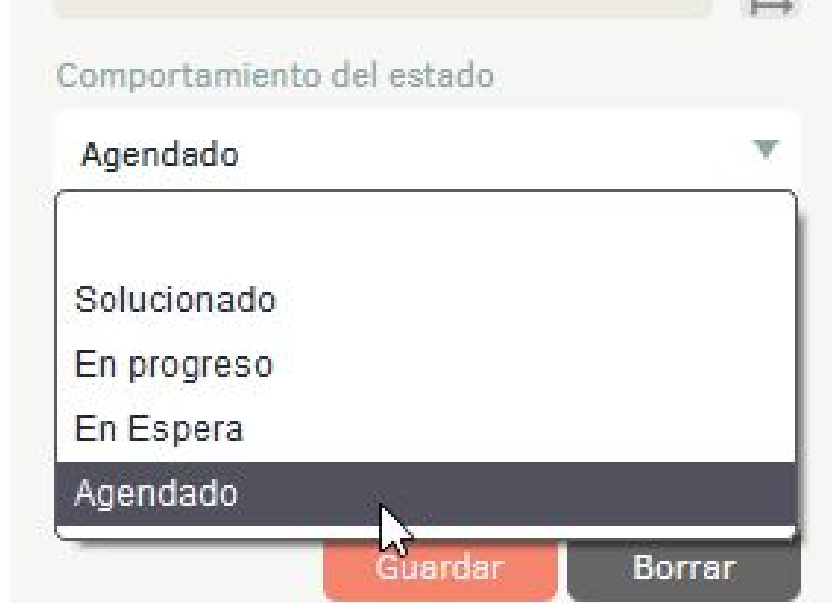 Comportamiento del estado
Agendado
Solucionado
En progreso
En Espera
Agendado
Guardar Borrar